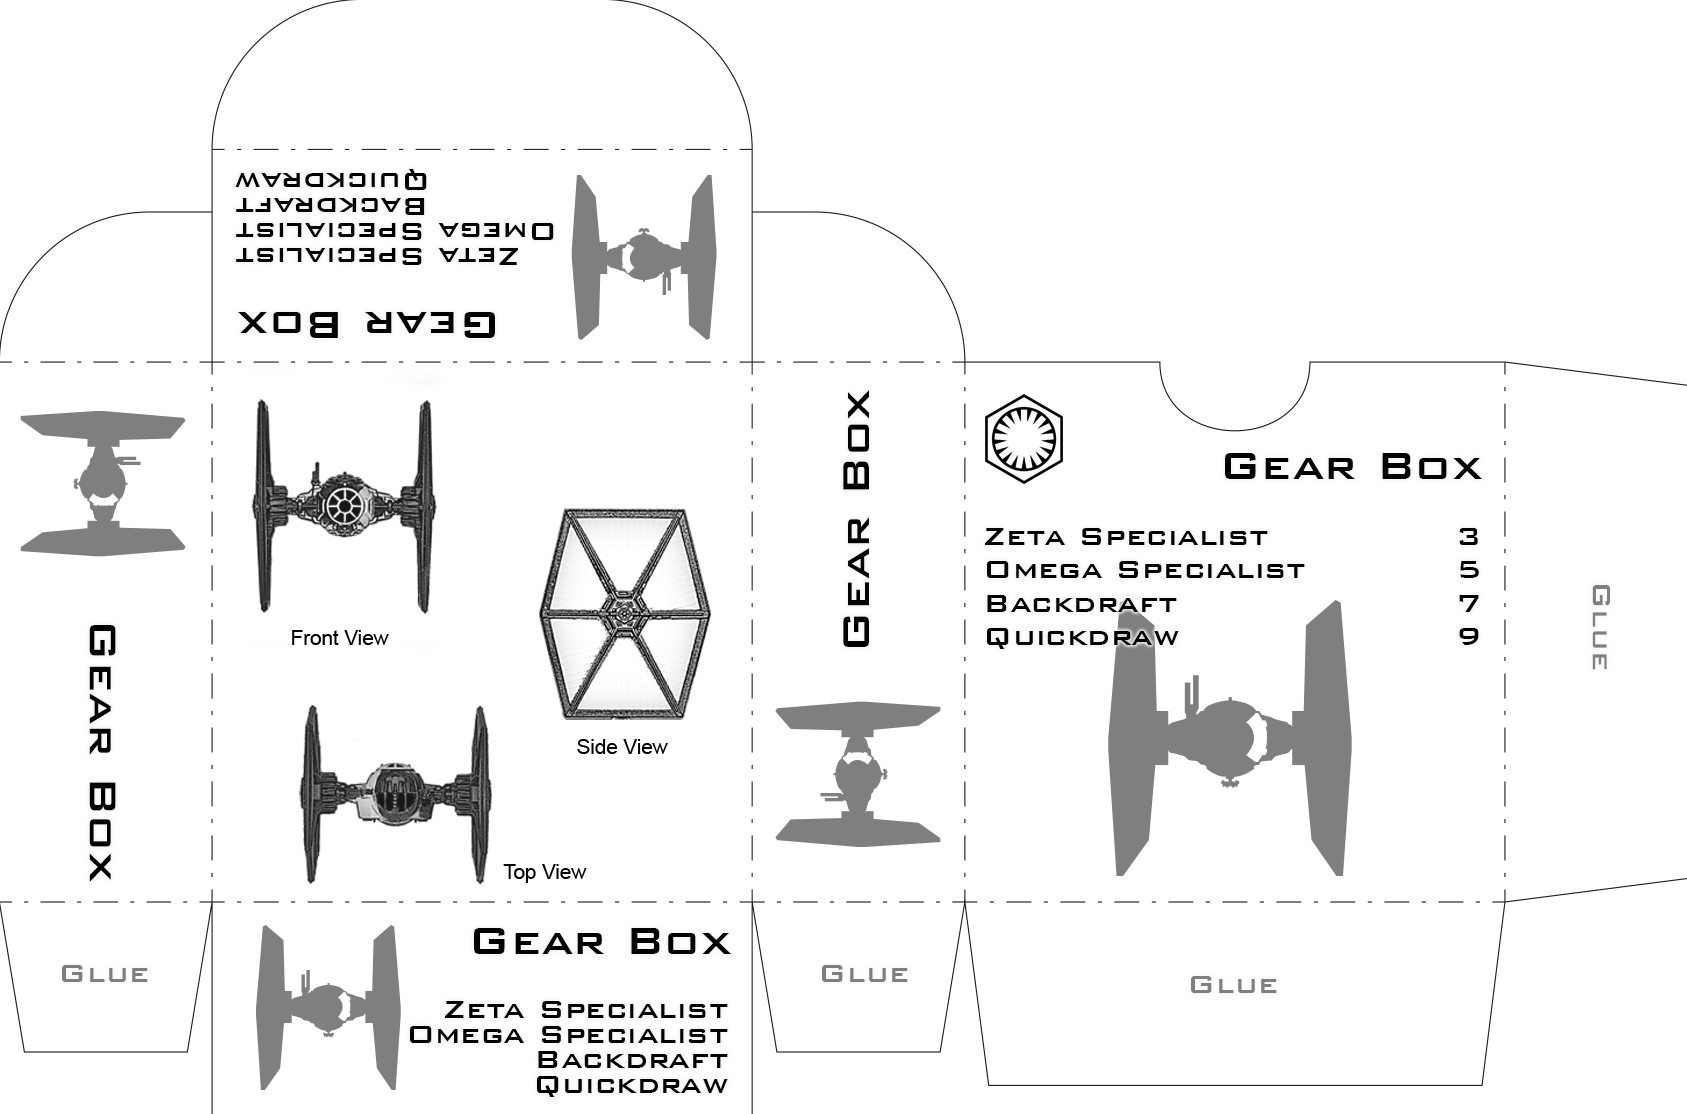 Quickdraw
Backdraft
Omega Specialist
Zeta Specialist
Gear Box
Gear Box
Front View
Side View
Top View
Gear Box
Gear Box
Zeta Specialist 3
Omega Specialist 5
Backdraft 7
Quickdraw 9
Glue
Glue
Gear Box
Zeta Specialist
Omega Specialist
Backdraft
Quickdraw
Glue
Glue